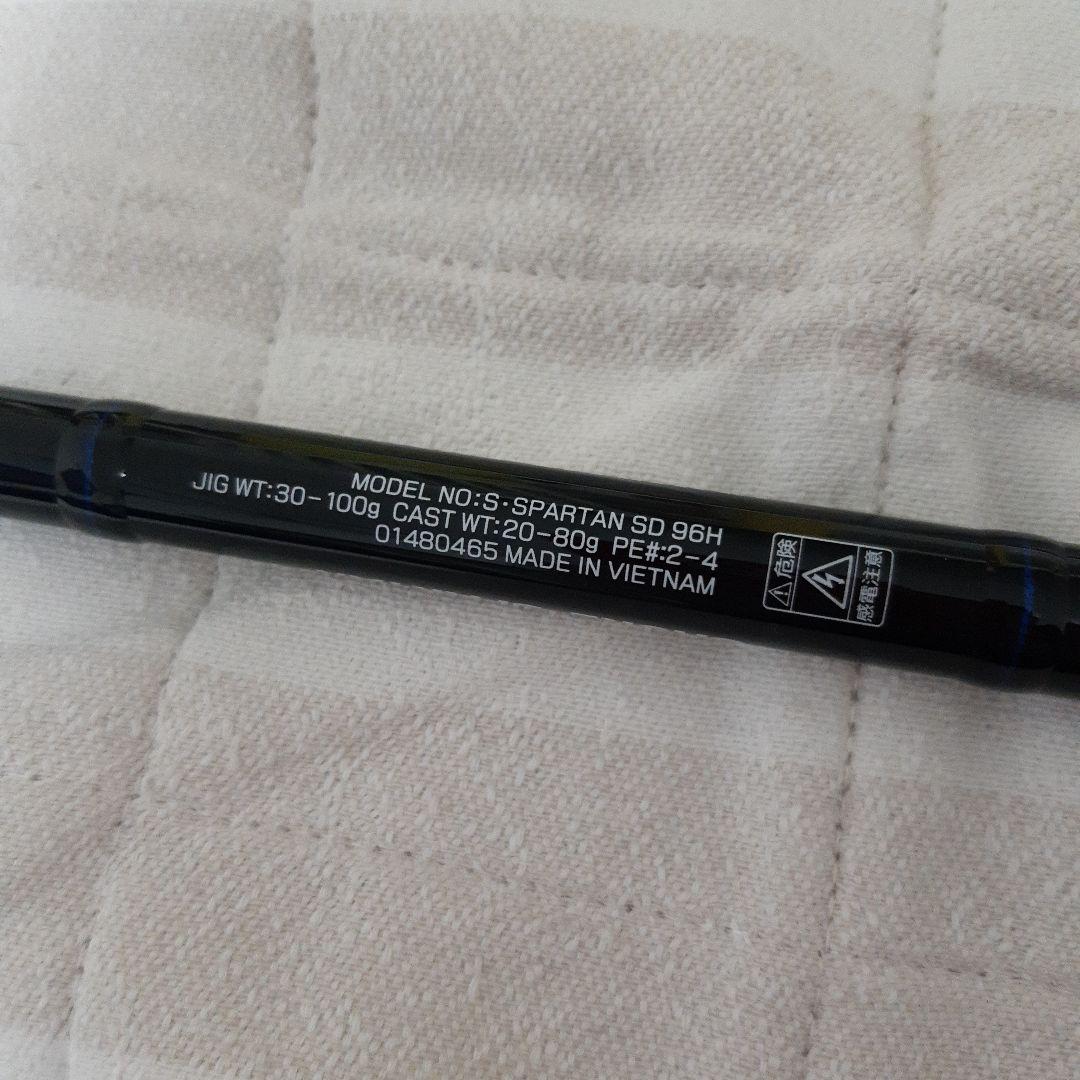 MODEL NO:S・SPARTAN SD 96H
JIG WT:30-100g CAST WT:20-80g PE#:2-4
01480465 MADE IN VIETNAM
危険
感電注意